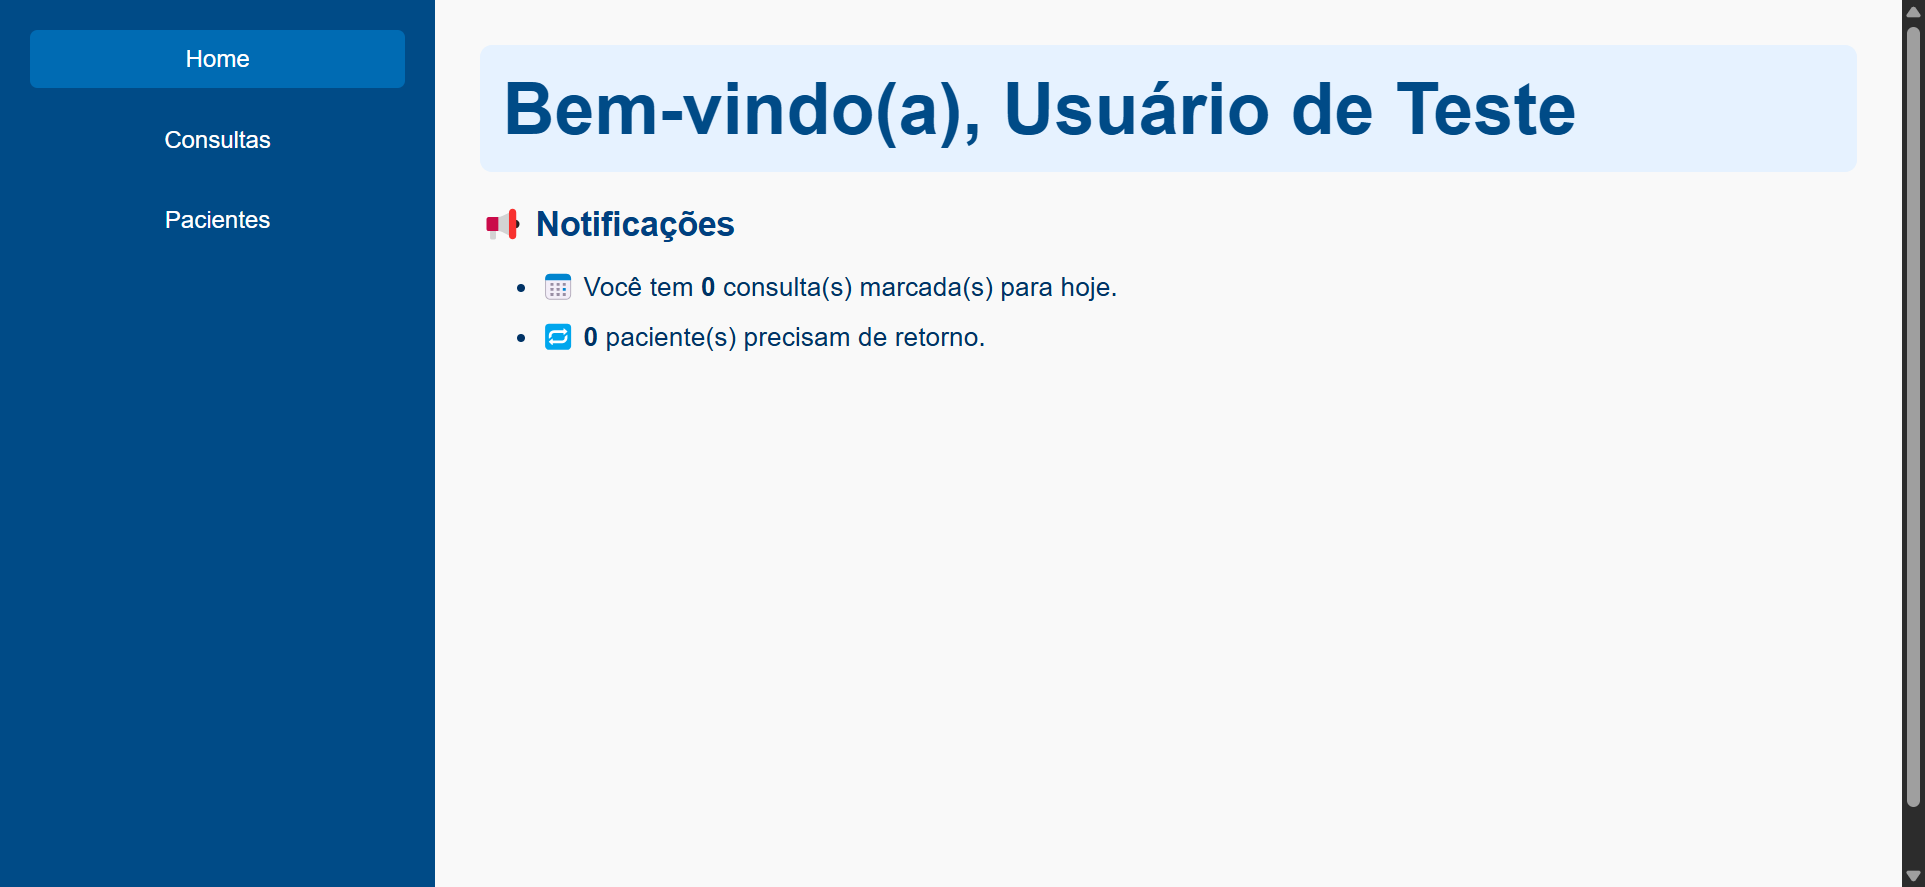 Home
Consultas
Pacientes
Bem-vindo(a), Usuário de Teste
Notificações
Você tem 0 consulta(s) marcada(s) para hoje.
0 paciente(s) precisam de retorno.